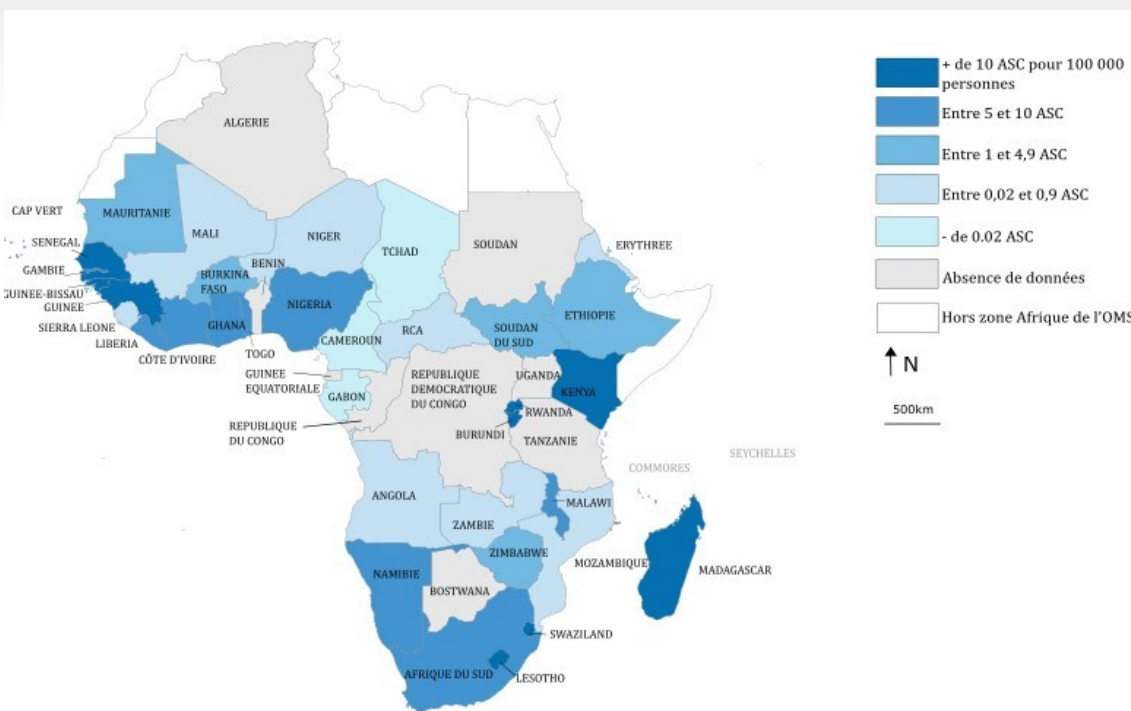 ALGERIE
CAP VERT
MAURITANIE
MALI
NIGER
TCHAD
SOUDAN
ERYTHREE
SENEGAL
GAMBIE
GUINEE-BISSAU
GUINEE
SIERRA LEONE
LIBERIA
CÔTE D'IVOIRE
BURKINA
FASO
BENIN
GHANA
TOGO
NIGERIA
CAMEROUN
RCA
SOUDAN
DU SUD
ETHIOPIE
GUINEE
EQUATORIALE
GABON
REPUBLIQUE
DU CONGO
REPUBLIQUE
DEMOCRATIQUE
DU CONGO
UGANDA
KENYA
RWANDA
BURUNDI
TANZANIE
SEYCHELLES
COMMORES
ANGOLA
ZAMBIE
MALAWI
MOZAMBIQUE
MADAGASCAR
ZIMBABWE
NAMIBIE
BOSTWANA
SWAZILAND
AFRIQUE DU SUD
LESOTHO
+ de 10 ASC pour 100 000
personnes
Entre 5 et 10 ASC
Entre 1 et 4,9 ASC
Entre 0,02 et 0,9 ASC
- de 0.02 ASC
Absence de données
Hors zone Afrique de l'OMS
N
500km